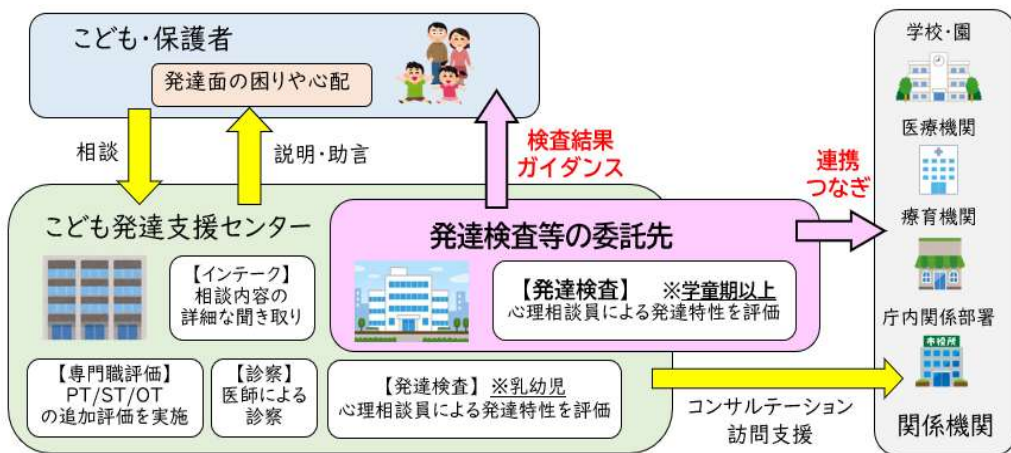 こども・保護者
発達面の困りや心配
相談
説明・助言
検査結果
ガイダンス
連携
つなぎ
こども発達支援センター
【インテーク】
相談内容の
詳細な聞き取り
【専門職評価】
PT/ST/OT
の追加評価を実施
【診察】
医師による
診察
【発達検査】 ※乳幼児
心理相談員による発達特性を評価
発達検査等の委託先
【発達検査】 ※学童期以上
心理相談員による発達特性を評価
コンサルテーション
訪問支援
学校・園
医療機関
療育機関
庁内関係部署
市役所
関係機関